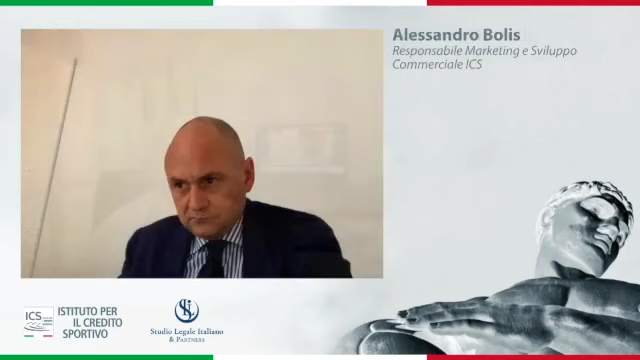 Alessandro Bolis
Responsabile Marketing e Sviluppo
Commerciale ICS
ICS
ISTITUTO PER
IL CREDITO
SPORTIVO
Studio Legale Italiano
& PARTNERS